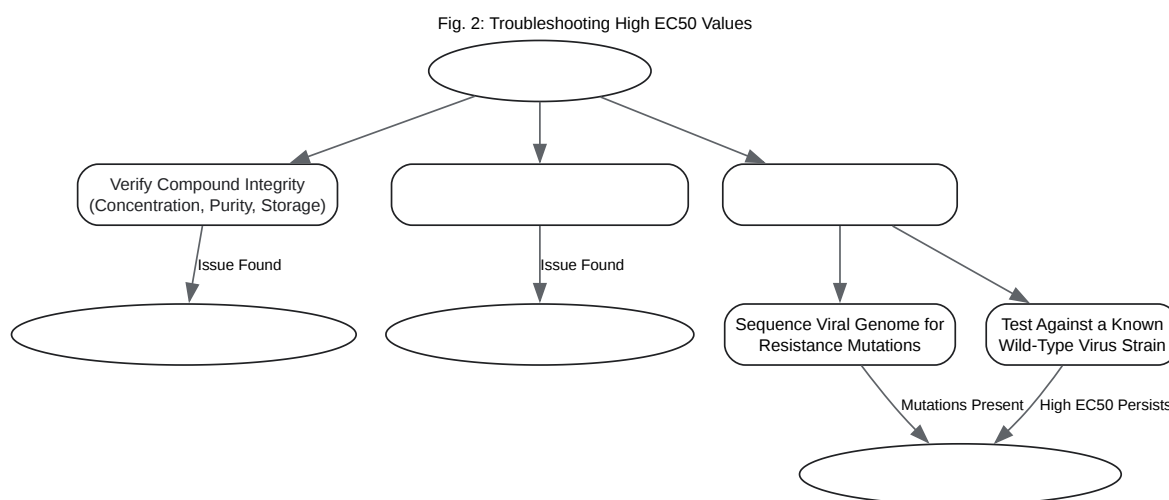 Fig. 2: Troubleshooting High EC50 Values
Verify Compound Integrity
(Concentration, Purity, Storage)
Issue Found
Issue Found
Sequence Viral Genome for
Resistance Mutations
Test Against a Known
Wild-Type Virus Strain
Mutations Present
High EC50 Persists